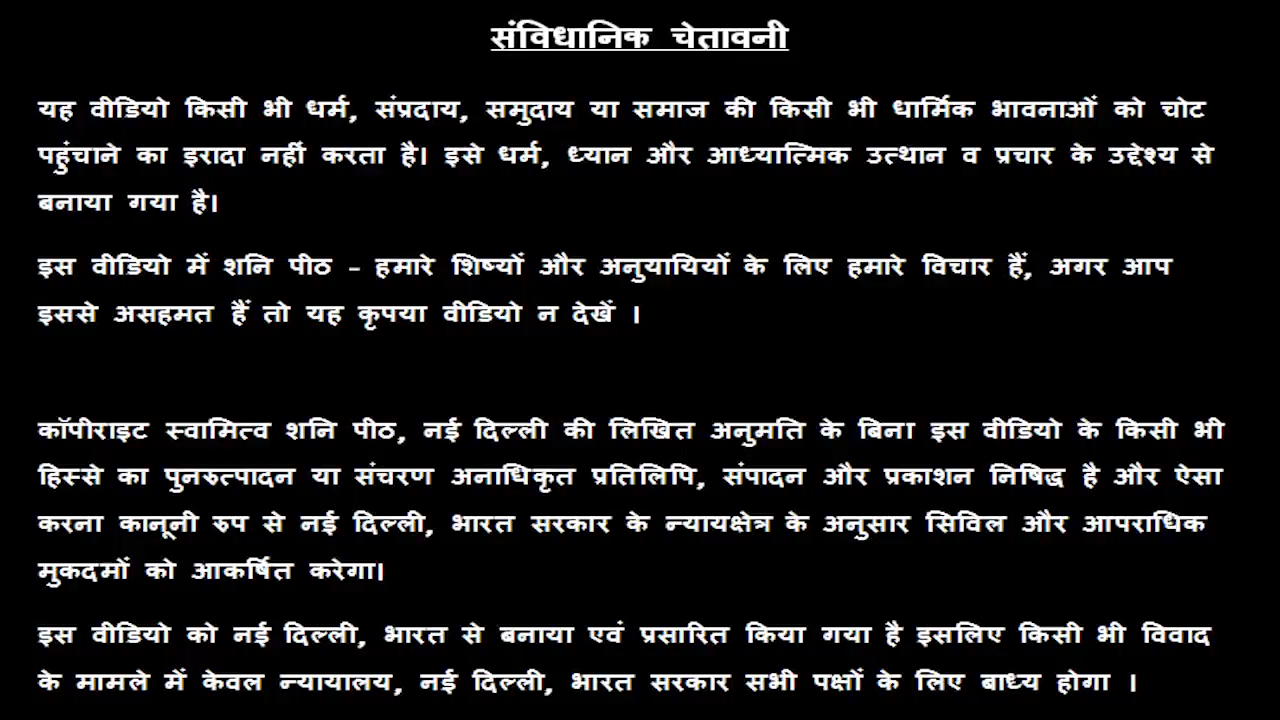 संविधानिक चेतावनी
यह वीडियो किसी भी धर्म, संप्रदाय, समुदाय या समाज की किसी भी धार्मिक भावनाओं को चोट
पहुंचाने का इरादा नहीं करता है। इसे धर्म, ध्यान और आध्यात्मिक उत्थान व प्रचार के उद्देश्य से
बनाया गया है।
इस वीडियो में शनि पीठ – हमारे शिष्यों और अनुयायियों के लिए हमारे विचार हैं, अगर आप
इससे असहमत हैं तो यह कृपया वीडियो न देखें ।
कॉपीराइट स्वामित्व शनि पीठ, नई दिल्ली की लिखित अनुमति के बिना इस वीडियो के किसी भी
हिस्से का पुनरुत्पादन या संचरण अनाधिकृत प्रतिलिपि, संपादन और प्रकाशन निषिद्ध है और ऐसा
करना कानूनी रुप से नई दिल्ली, भारत सरकार के न्यायक्षेत्र के अनुसार सिविल और आपराधिक
मुकदमों को आकर्षित करेगा।
इस वीडियो को नई दिल्ली, भारत से बनाया एवं प्रसारित किया गया है इसलिए किसी भी विवाद
के मामले में केवल न्यायालय, नई दिल्ली, भारत सरकार सभी पक्षों के लिए बाध्य होगा ।